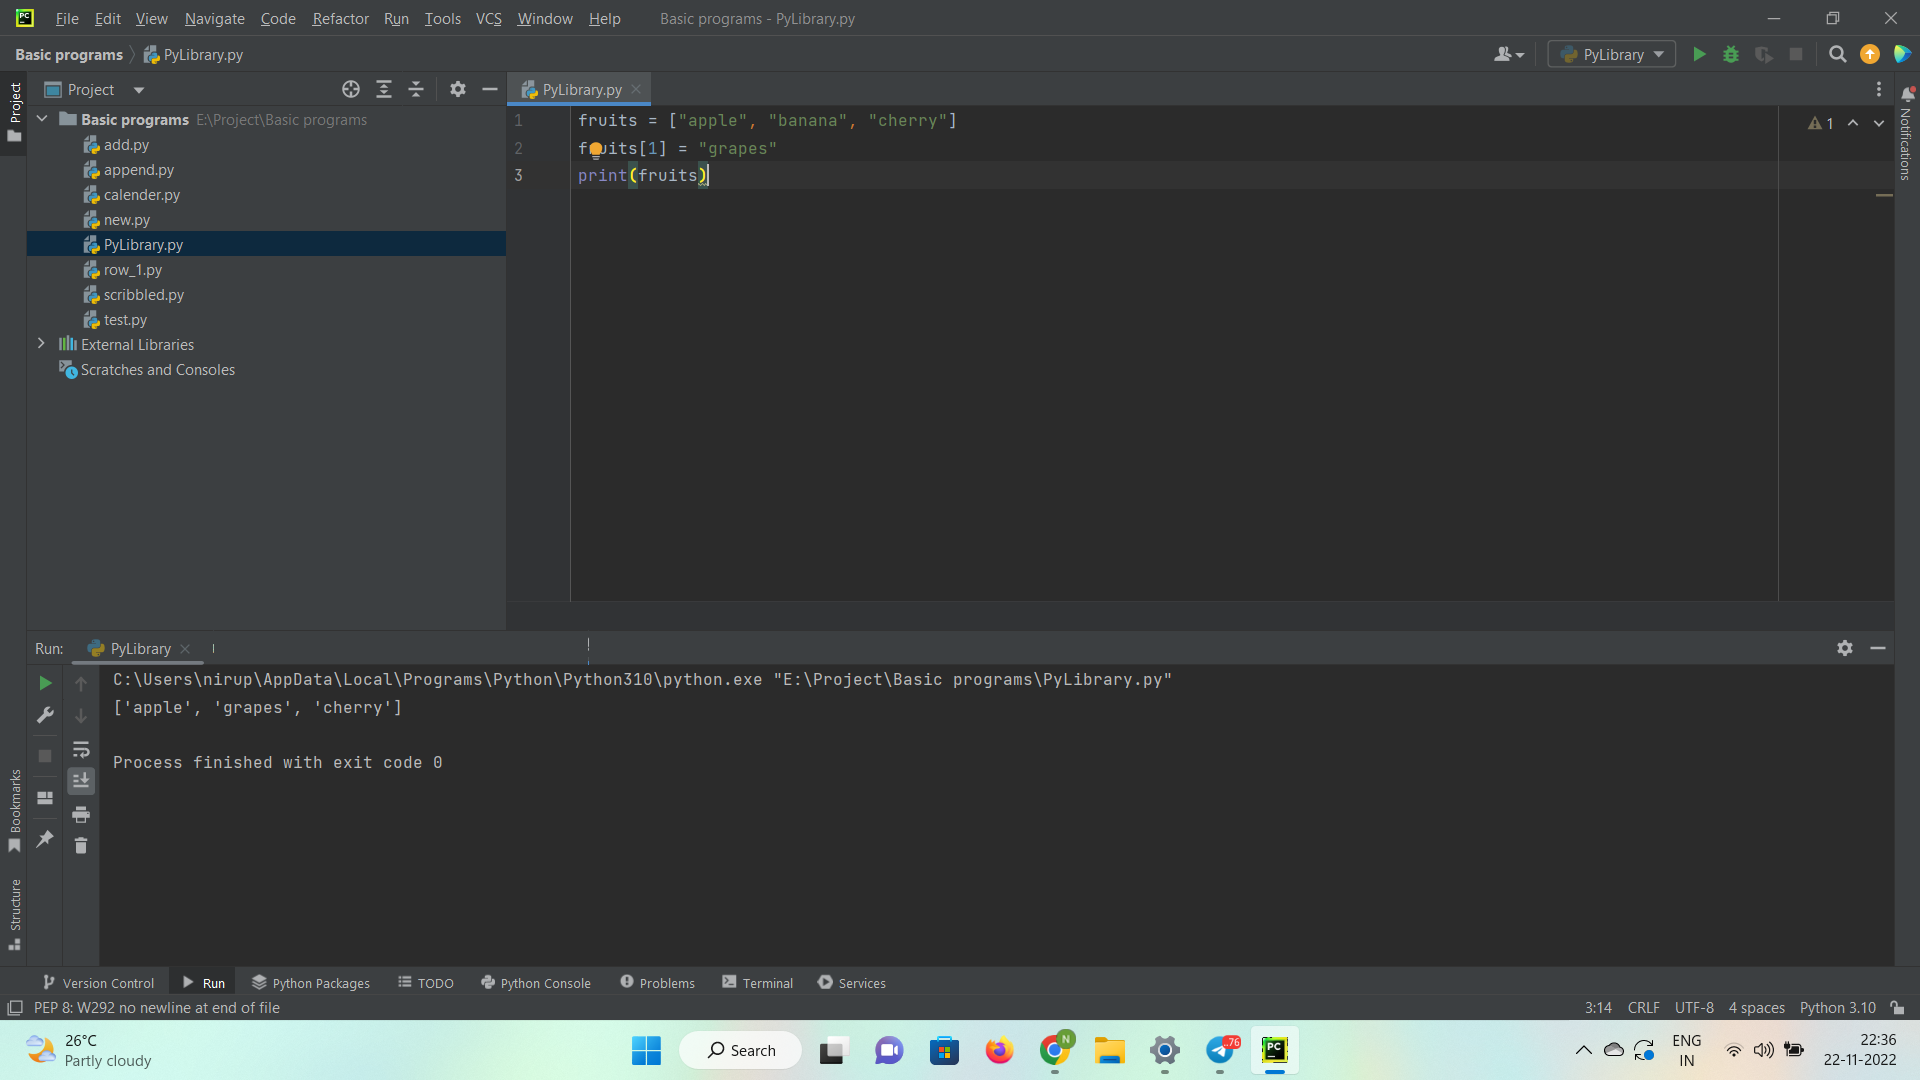 File Edit View Navigate Code Refactor Run Tools VCS Window Help Basic programs - PyLibrary.py
Basic programs PyLibrary.py PyLibrary
Project
Project
PyLibrary.py
Basic programs E:\Project\Basic programs
add.py
append.py
calender.py
new.py
PyLibrary.py
row_1.py
scribbled.py
test.py
External Libraries
Scratches and Consoles
1 fruits = ["apple", "banana", "cherry"]
2 fruits[1] = "grapes"
3 print(fruits)
1
Notifications
Run: PyLibrary
C:\Users\nirup\AppData\Local\Programs\Python\Python310\python.exe "E:\Project\Basic programs\PyLibrary.py"
['apple', 'grapes', 'cherry']
Process finished with exit code 0
Bookmarks
Structure
Version Control Run Python Packages TODO Python Console Problems Terminal Services
PEP 8: W292 no newline at end of file 3:14 CRLF UTF-8 4 spaces Python 3.10
26°C
Partly cloudy
Search
N
..76
PC
ENG
IN
22:36
22-11-2022